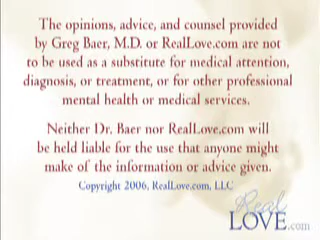 The opinions, advice, and counsel provided
by Greg Baer, M.D. or RealLove.com are not
to be used as a substitute for medical attention,
diagnosis, or treatment, or for other professional
mental health or medical services.
Neither Dr. Baer nor RealLove.com will
be held liable for the use that anyone might
make of the information or advice given.
Copyright 2006, RealLove.com, LLC
Real
LOVE.com